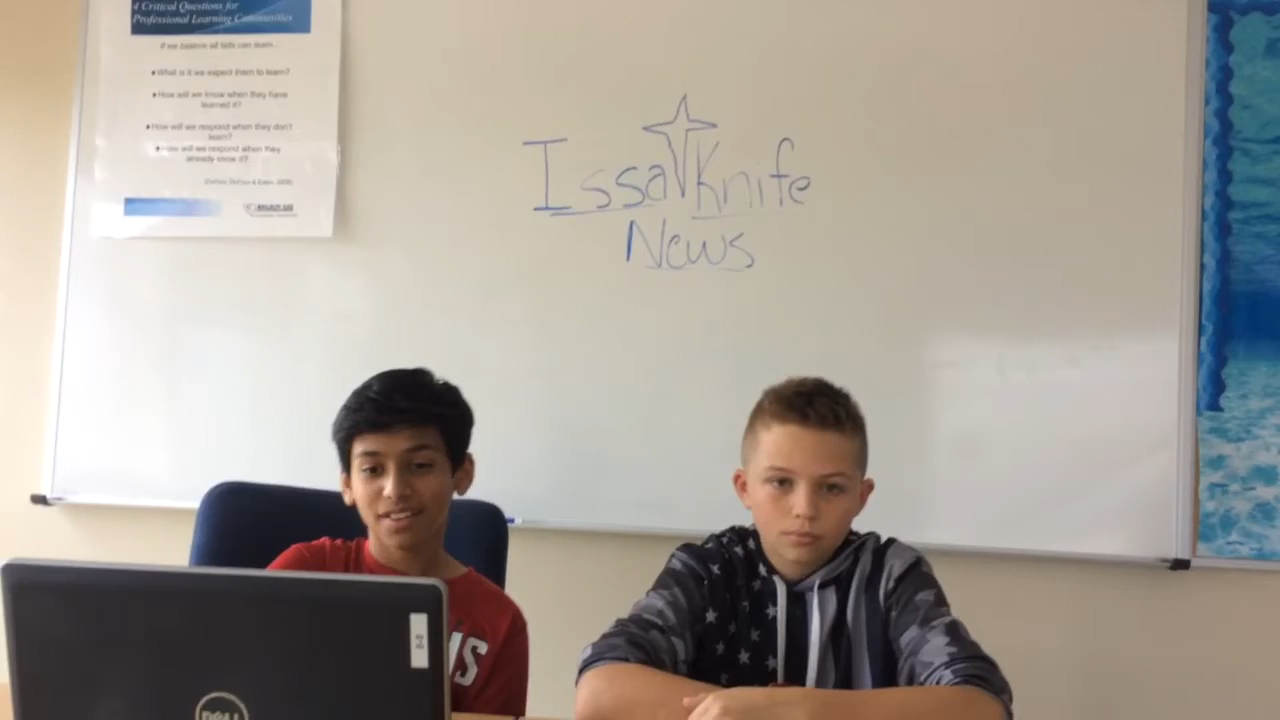 4 Critical Questions for
Professional Learning Communities
If we believe all kids can learn...
What is it we expect them to learn?
How will we know when they have
learned it?
How will we respond when they don't
learn?
How will we respond when they
already know it?
Issa Knife
News
DELL